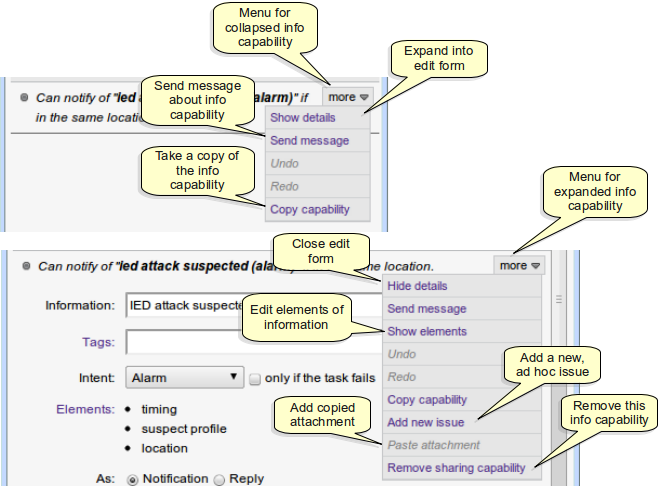 Menu for
collapsed info
capability
Expand into
edit form
Send message
about info
capability
Can notify of "ied a alarm)" if
in the same locatio
more
Show details
Send message
Undo
Redo
Copy capability
Take a copy of
the info
capability
Menu for
expanded info
capability
Close edit
form
Can notify of "ied attack suspected (alarm) me location.
more
Hide details
Send message
Show elements
Undo
Redo
Copy capability
Add new issue
Paste attachment
Remove sharing capability
Edit elements of
information
Add a new,
ad hoc issue
Add copied
attachment
Remove this
info capability
Information: IED attack suspecte
Tags:
Intent: Alarm only if the task fails
Elements: • timing
• suspect profile
• location
As: Notification Reply